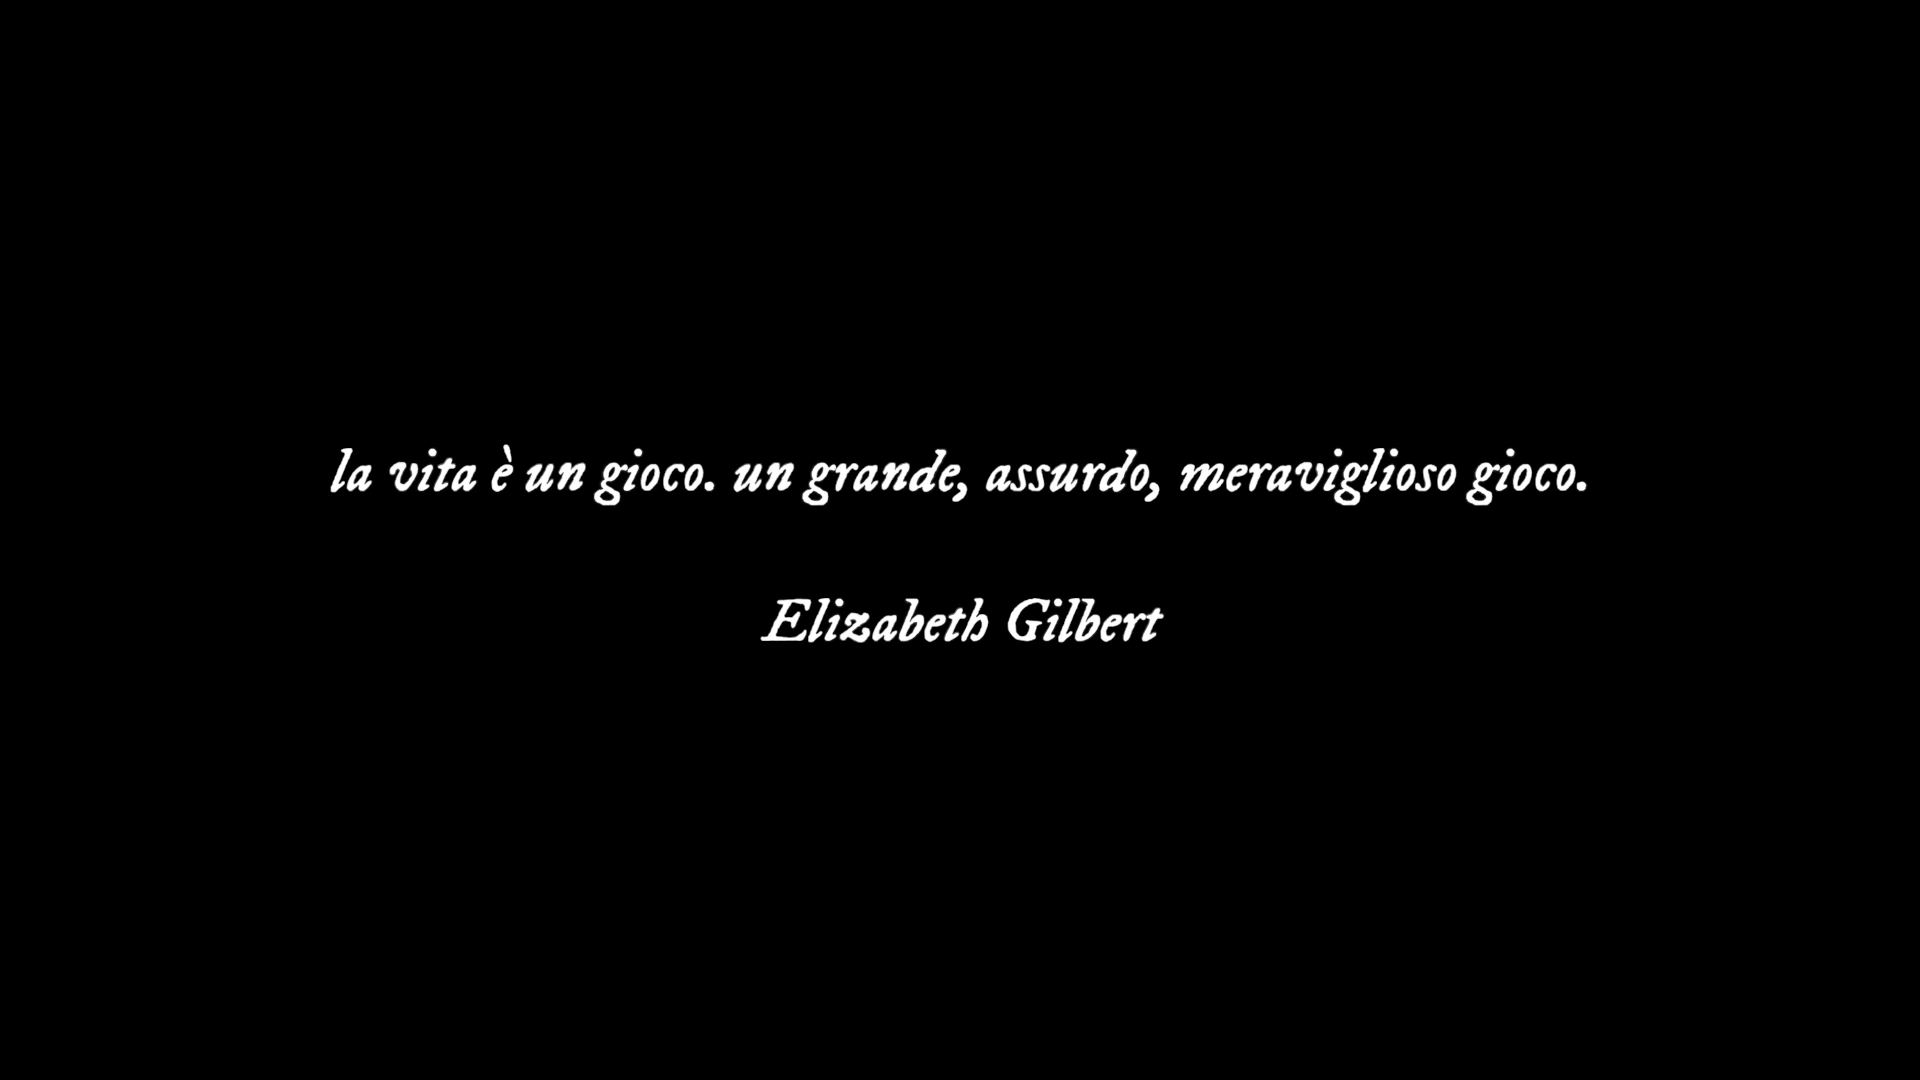 la vita è un gioco. un grande, assurdo, meraviglioso gioco.
Elizabeth Gilbert